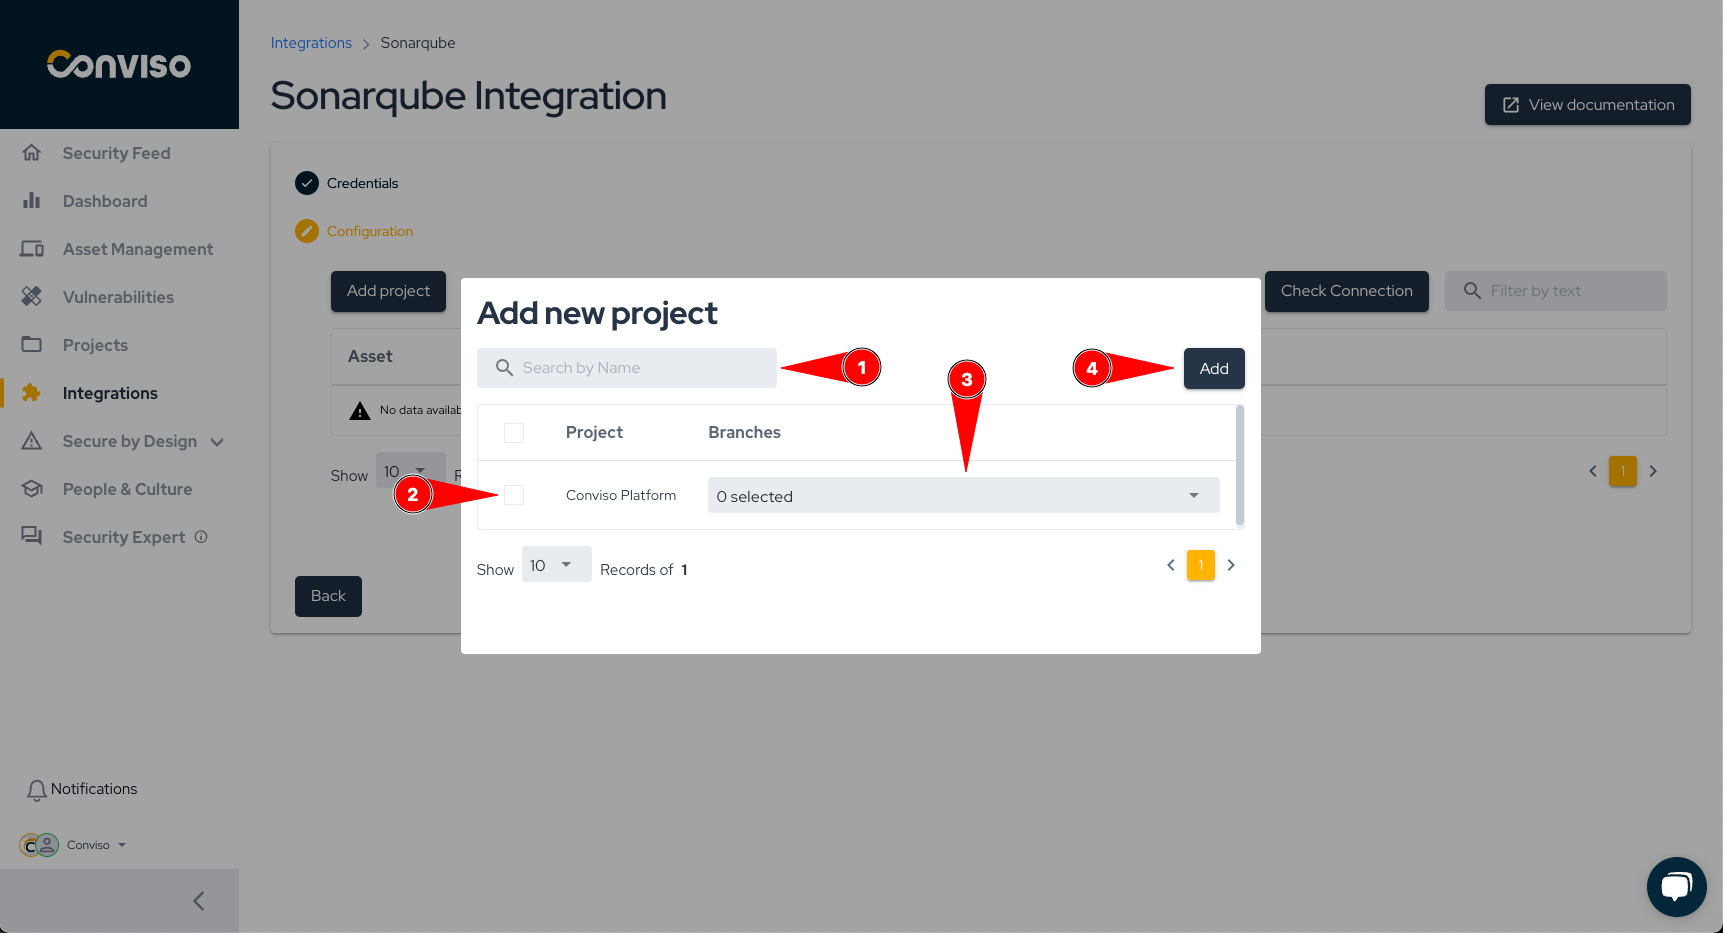 Conviso
Integrations > Sonarqube
Sonarqube Integration
View documentation
Security Feed
Dashboard
Asset Management
Vulnerabilities
Projects
Integrations
Secure by Design
People & Culture
Security Expert
Notifications
Conviso
Credentials
Configuration
Add project
Check Connection
Filter by text
Asset
No data availab
Show 10 R
1
Back
Add new project
Search by Name
1
3
4
Add
Project Branches
2
Conviso Platform 0 selected
Show 10 Records of 1
1